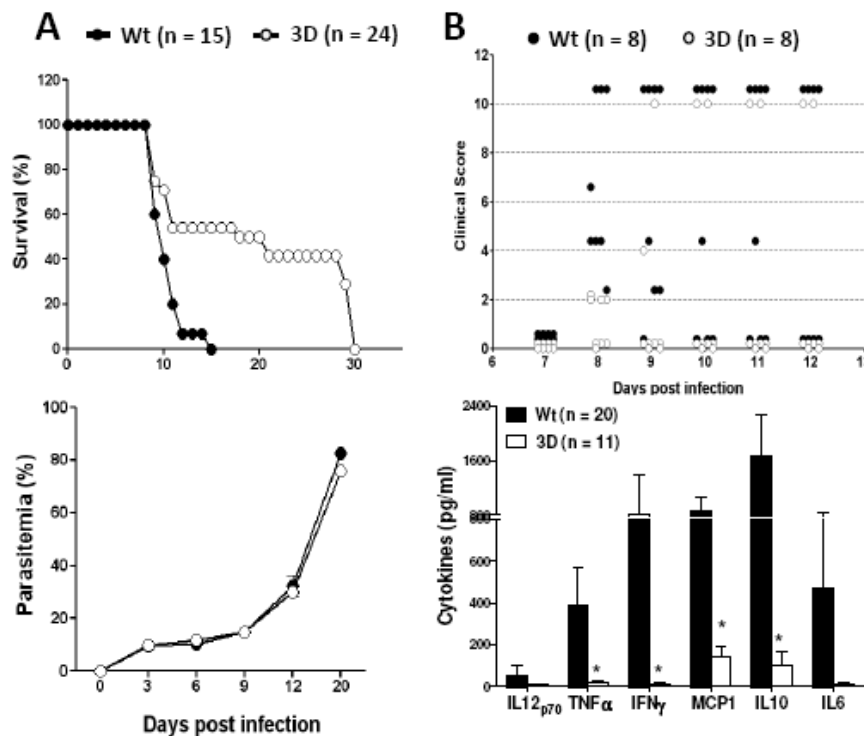 A
Wt (n = 15) 3D (n = 24)
120
100
80
60
40
20
0
Survival (%)
0 10 20 30
B
Wt (n = 8) 3D (n = 8)
12
10
8
6
4
2
0
Clinical Score
6 7 8 9 10 11 12 1
Days post infection
100
80
60
40
20
0
Parasitemia (%)
0 3 6 9 12 20
Days post infection
Wt (n = 20)
3D (n = 11)
2400
1600
800
600
400
200
0
Cytokines (pg/ml)
* * * *
IL12p70 TNFα IFNγ MCP1 IL10 IL6